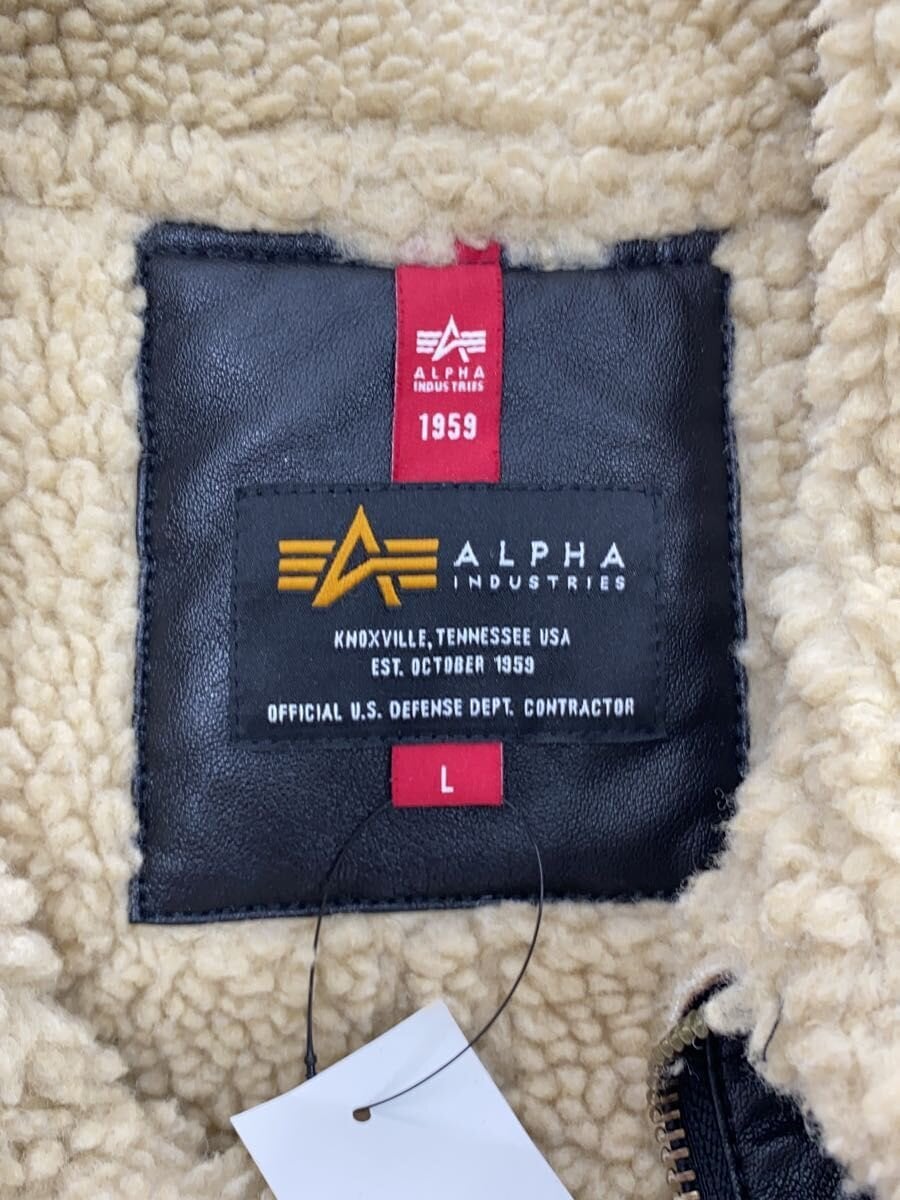 ALPHA
INDUSTRIES
1959
ALPHA
INDUSTRIES
KNOXVILLE, TENNESSEE USA
EST. OCTOBER 1959
OFFICIAL U.S. DEFENSE DEPT. CONTRACTOR
L